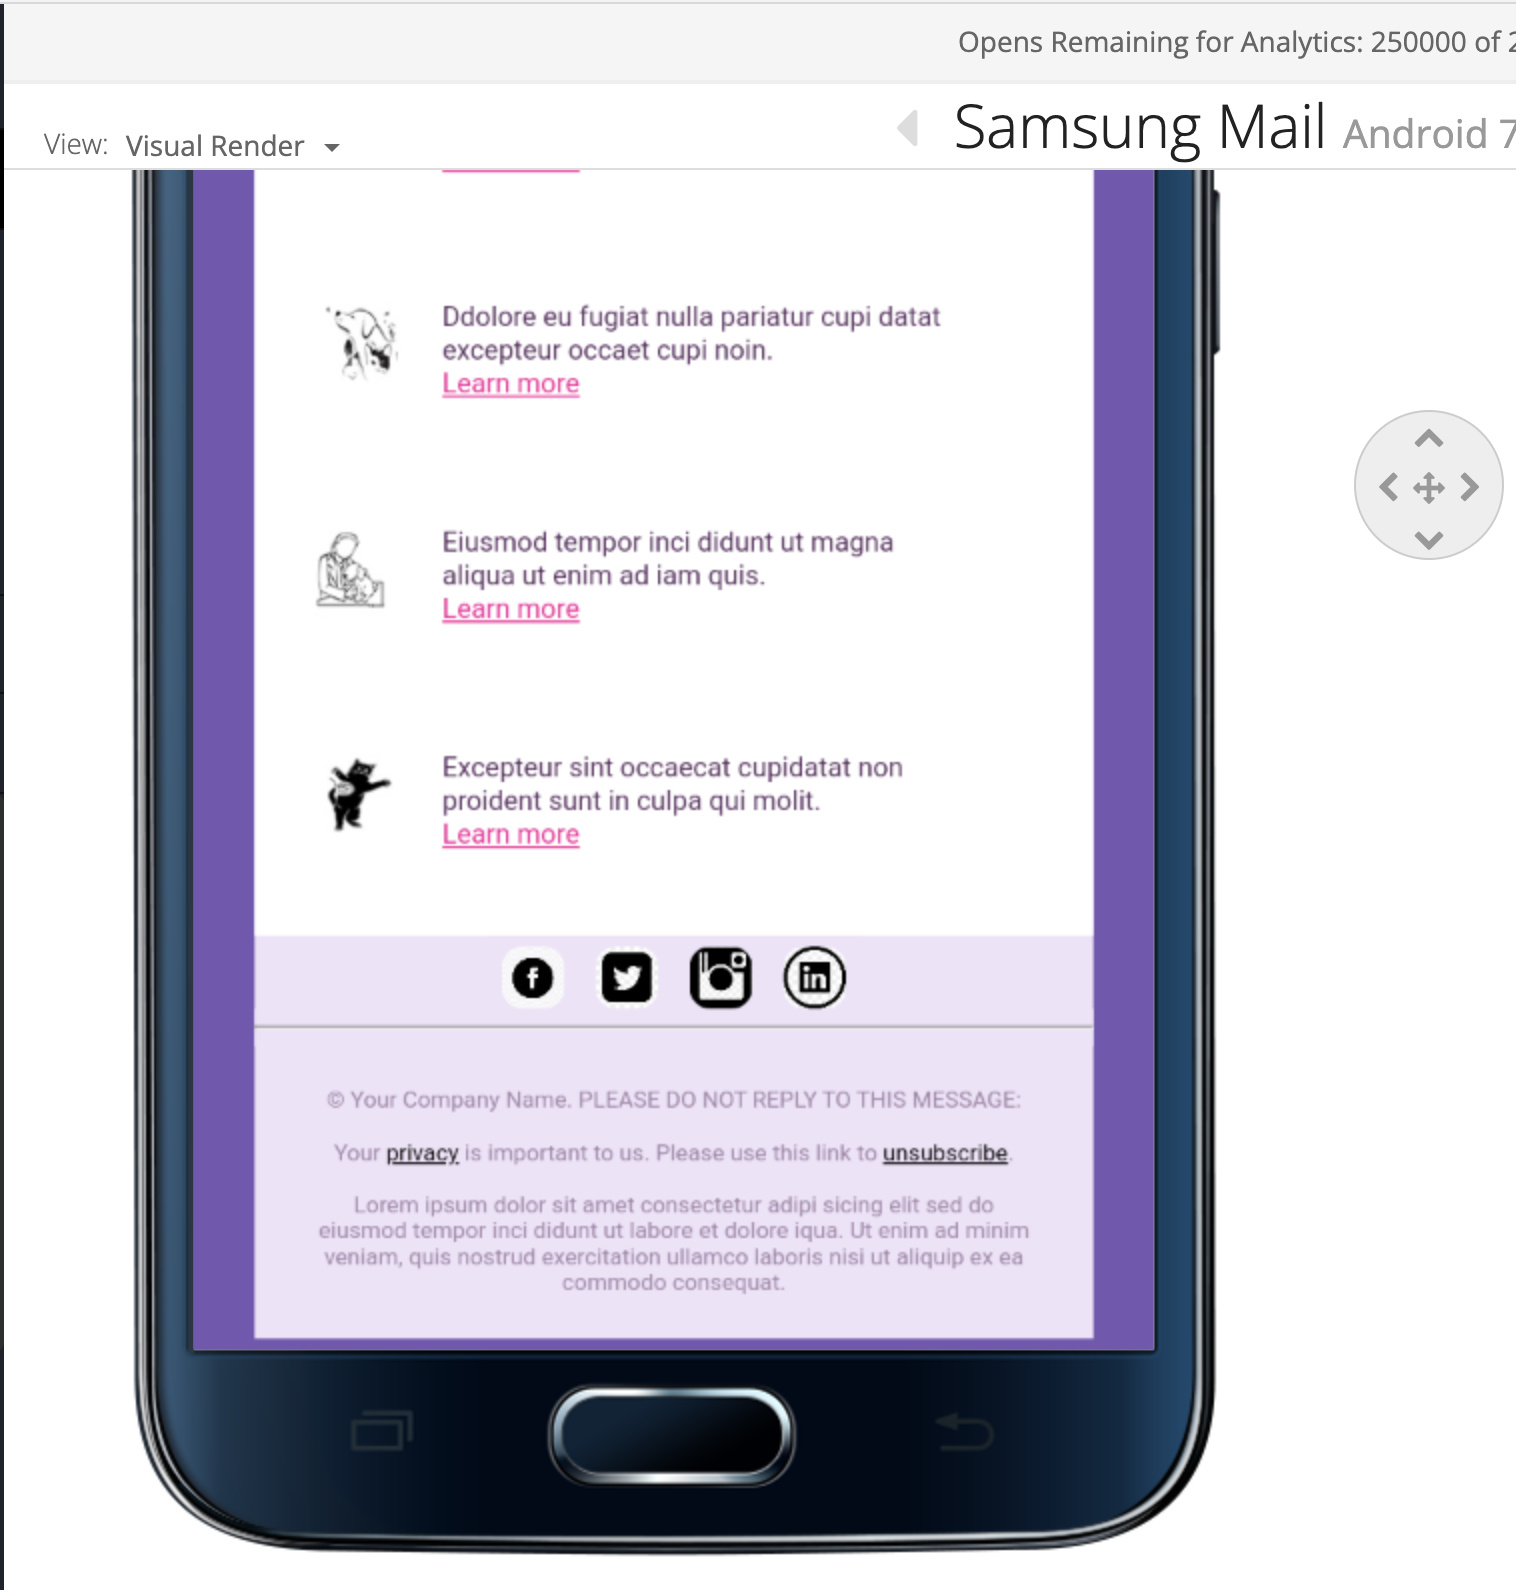 Opens Remaining for Analytics: 250000 of 2
View: Visual Render
Samsung Mail Android 7
Ddolore eu fugiat nulla pariatur cupi datat
excepteur occaet cupi noin.
Learn more
Eiusmod tempor inci didunt ut magna
aliqua ut enim ad iam quis.
Learn more
Excepteur sint occaecat cupidatat non
proident sunt in culpa qui molit.
Learn more
f
in
© Your Company Name. PLEASE DO NOT REPLY TO THIS MESSAGE:
Your privacy is important to us. Please use this link to unsubscribe.
Lorem ipsum dolor sit amet consectetur adipi sicing elit sed do
eiusmod tempor inci didunt ut labore et dolore iqua. Ut enim ad minim
veniam, quis nostrud exercitation ullamco laboris nisi ut aliquip ex ea
commodo consequat.